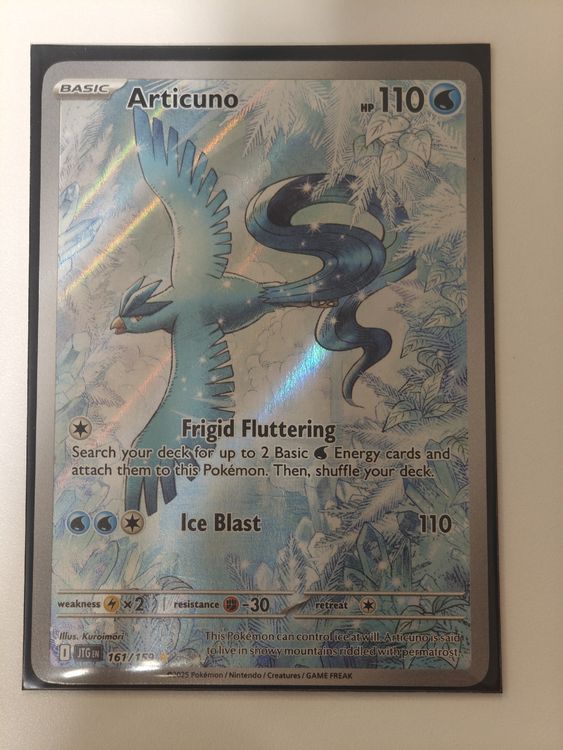 BASIC
Articuno
HP 110
Frigid Fluttering
Search your deck for up to 2 Basic Energy cards and
attach them to this Pokémon. Then, shuffle your deck.
Ice Blast 110
weakness ×2 resistance -30 retreat
Illus. Kuroimori
This Pokémon can control ice at will. Articuno is said
to live in snowy mountains riddled with permafrost.
I JTG EN 161/159
©2025 Pokémon / Nintendo / Creatures / GAME FREAK